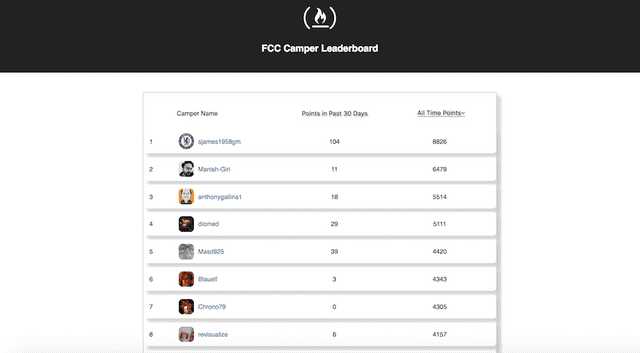 FCC Camper Leaderboard
Camper Name Points in Past 30 Days All Time Points
1 sjames1958gm 104 8826
2 Manish-Giri 11 6479
3 anthonygallina1 18 5514
4 diomed 29 5111
5 Masd925 39 4420
6 Blauelf 3 4343
7 Chrono79 0 4305
8 revisualize 6 4157